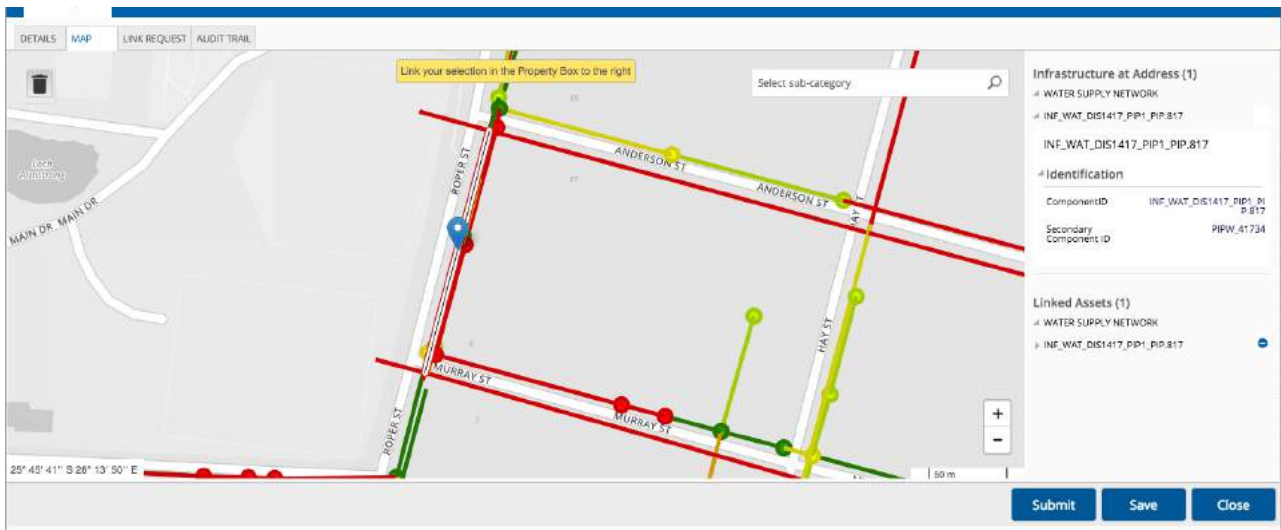 DETAILS
MAP
LINK REQUEST
AUDIT TRAIL
Link your selection in the Property Box to the right
Select sub-category
ANDERSON ST
ANDERSON ST
ROPER ST
HAY ST
HAY ST
MAIN DR
MAIN DR
MURRAY ST
MURRAY ST
ROPER ST
25° 45' 41'' S 28° 13' 50'' E
+
−
50 m
Infrastructure at Address (1)
WATER SUPPLY NETWORK
INF_WAT_DIS1417_PIP1_PIP.817
INF_WAT_DIS1417_PIP1_PIP.817
Identification
ComponentID
INF_WAT_DIS1417_PIP1_PI
P.817
Secondary
Component ID
PIPW_41734
Linked Assets (1)
WATER SUPPLY NETWORK
INF_WAT_DIS1417_PIP1_PIP.817
Submit
Save
Close